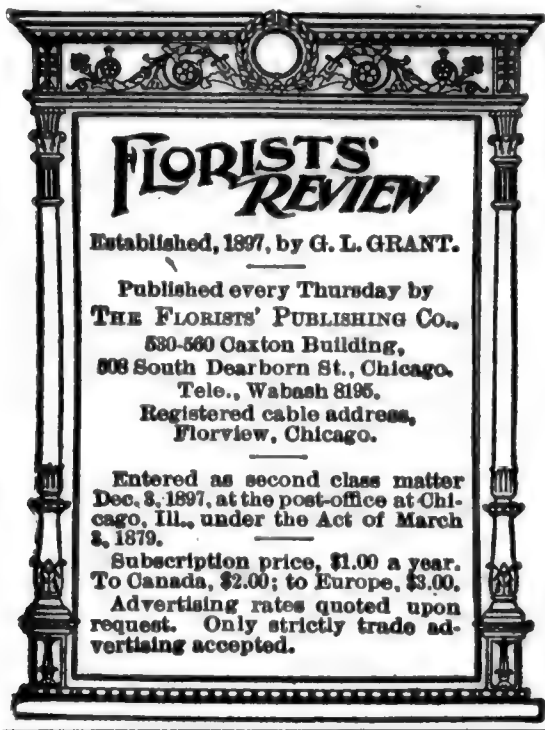 FLORISTS'
REVIEW
Established, 1897, by G. L. GRANT.
Published every Thursday by
THE FLORISTS' PUBLISHING CO.,
530-560 Caxton Building,
508 South Dearborn St., Chicago.
Tele., Wabash 8195.
Registered cable address,
Florview, Chicago.
Entered as second class matter
Dec. 3, 1897, at the post-office at Chi-
cago, Ill., under the Act of March
3, 1879.
Subscription price, $1.00 a year.
To Canada, $2.00; to Europe, $3.00.
Advertising rates quoted upon
request. Only strictly trade ad-
vertising accepted.